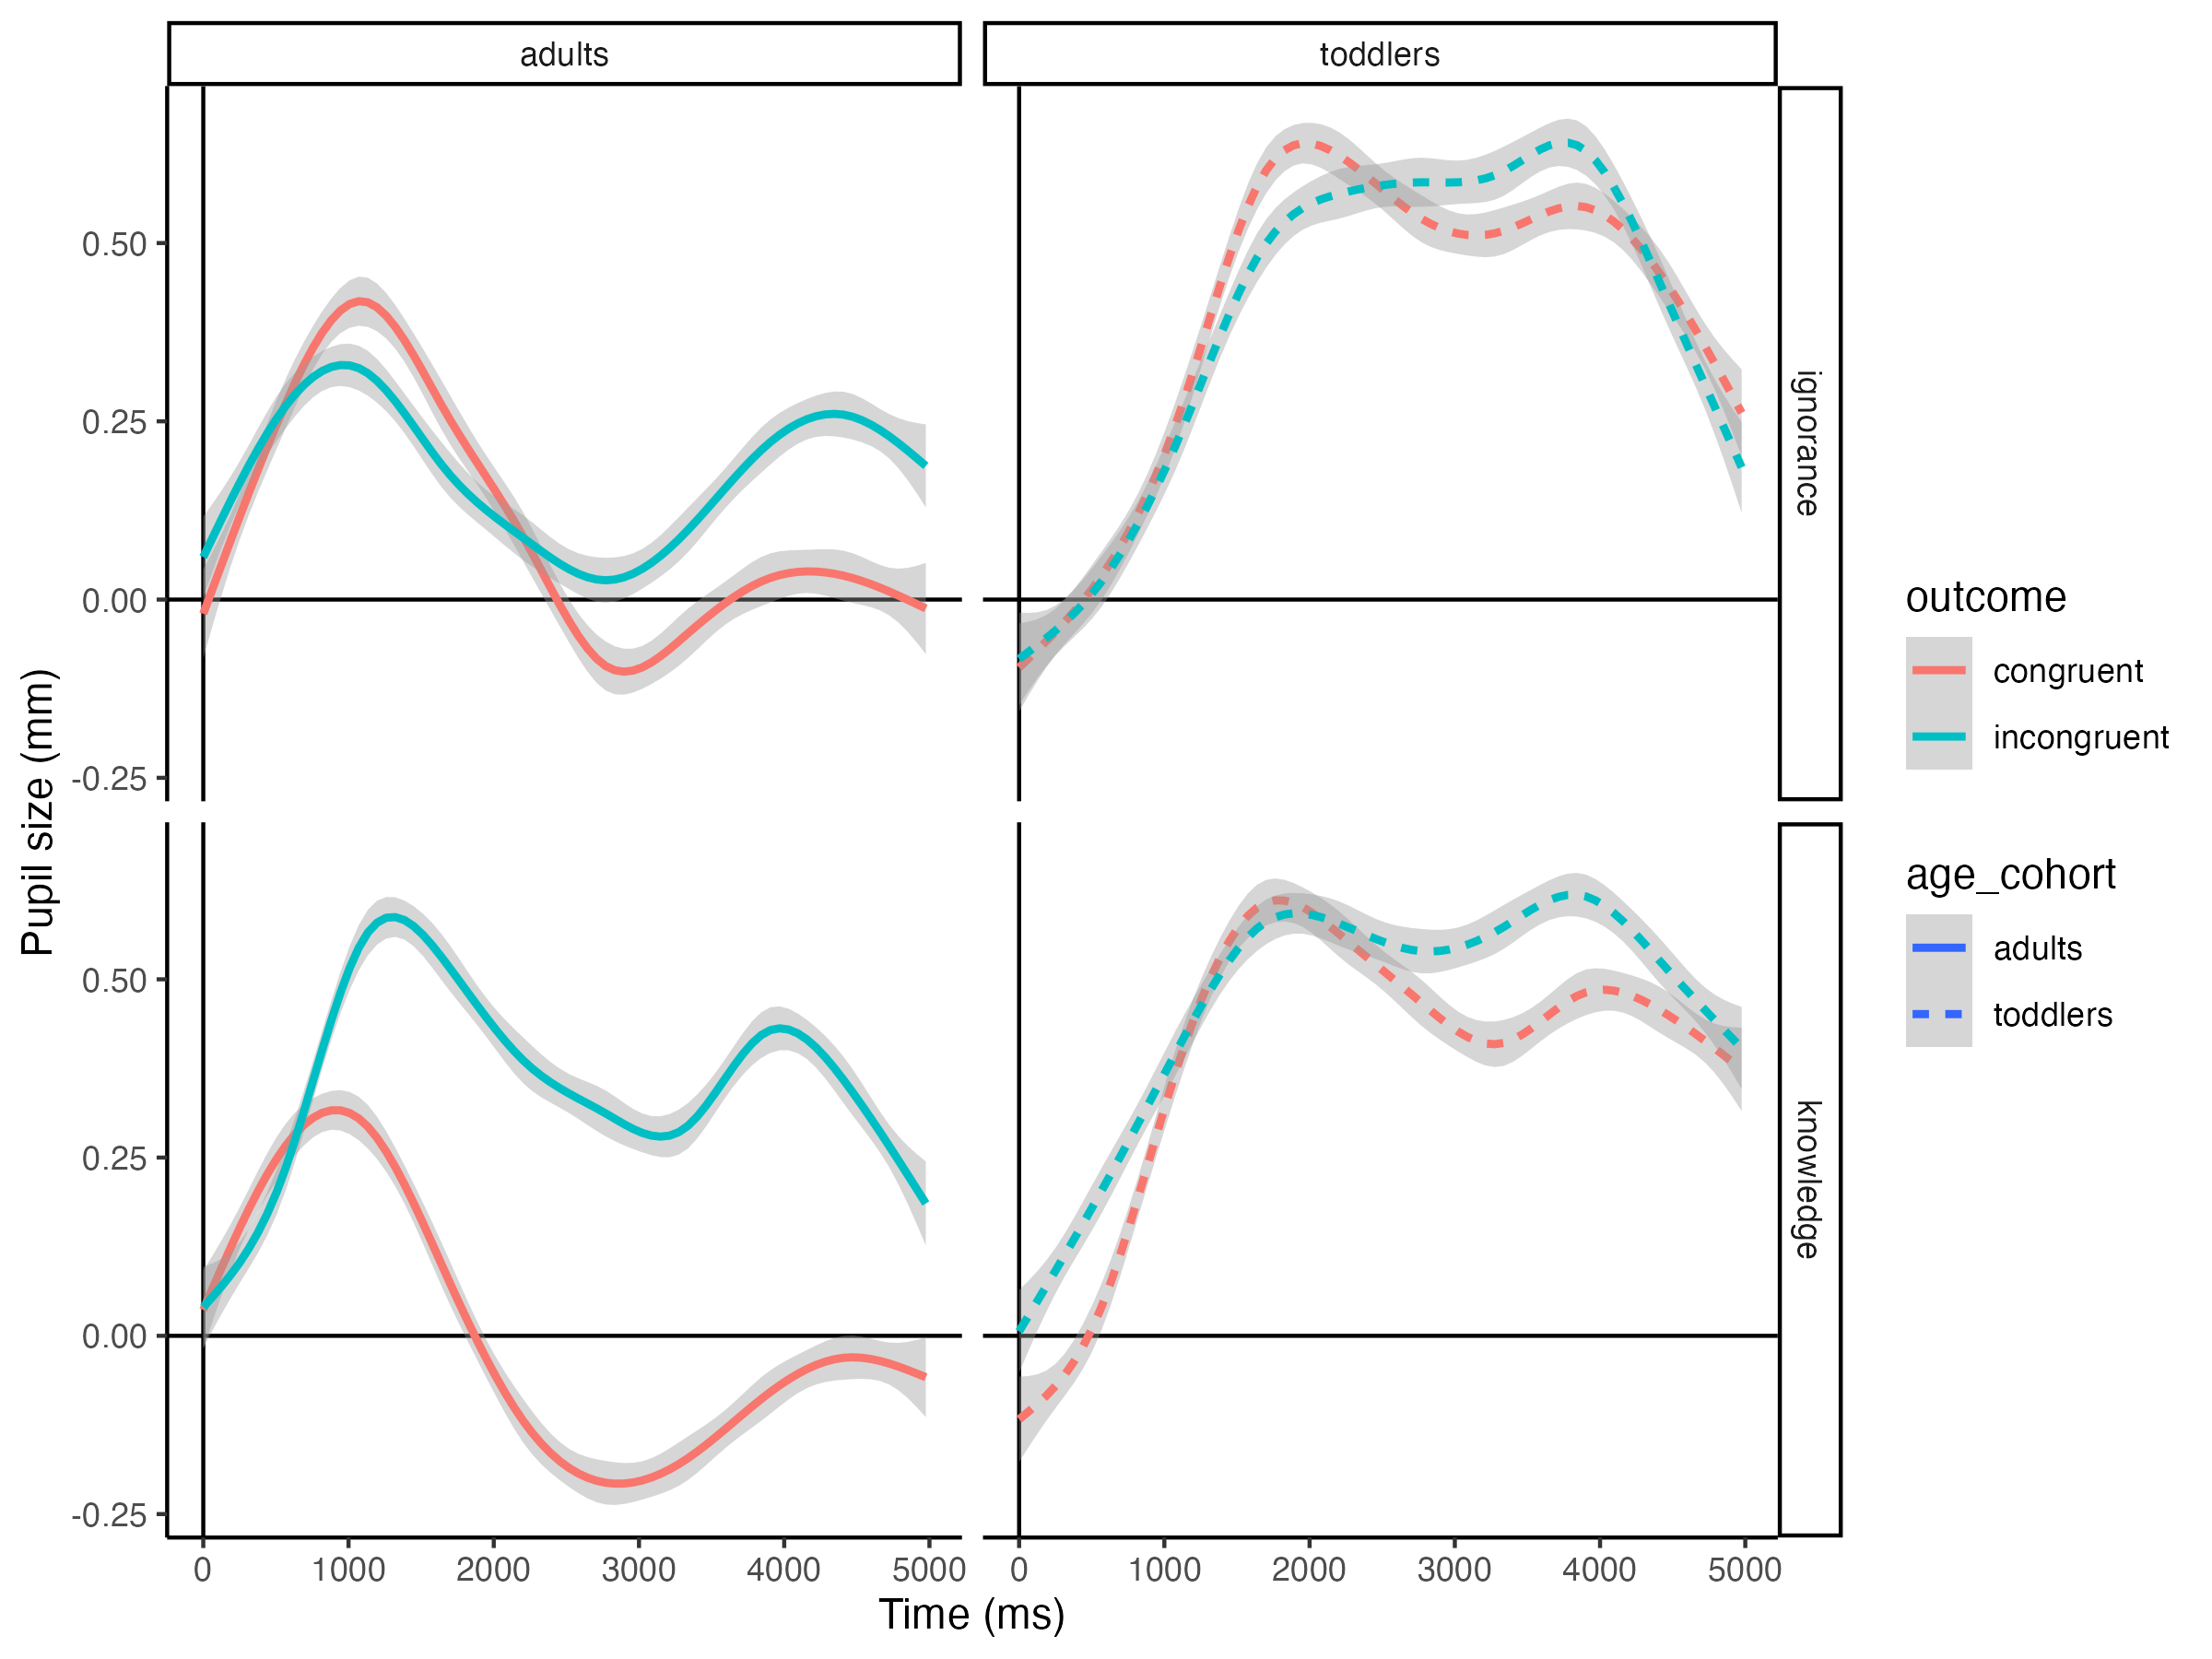 adults
toddlers
ignorance
knowledge
Pupil size (mm)
0.50
0.25
0.00
-0.25
0.50
0.25
0.00
-0.25
0 1000 2000 3000 4000 5000
0 1000 2000 3000 4000 5000
Time (ms)
outcome
congruent
incongruent
age_cohort
adults
toddlers